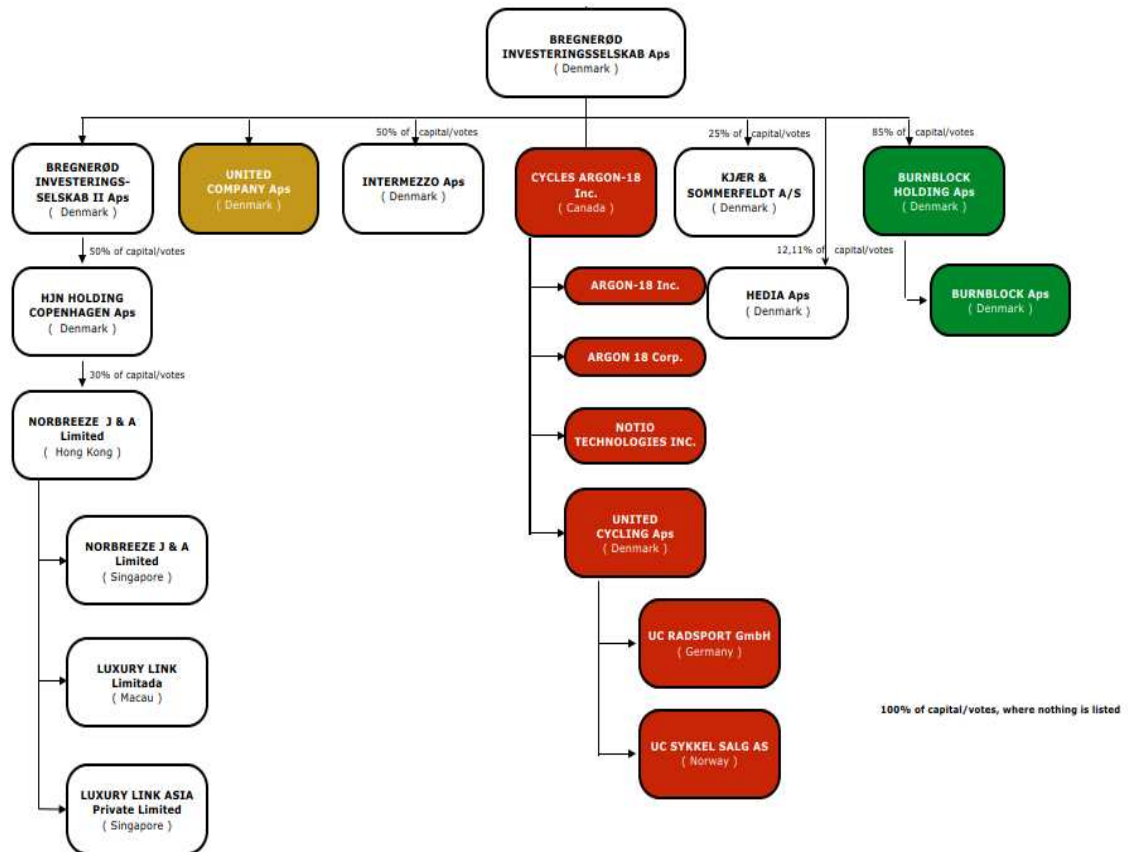 BREGNERØD
INVESTERINGSSELSKAB Aps
( Denmark )
50% of capital/votes
25% of capital/votes
85% of capital/votes
BREGNERØD
INVESTERINGS-
SELSKAB II Aps
( Denmark )
UNITED
COMPANY Aps
( Denmark )
INTERMEZZO Aps
( Denmark )
CYCLES ARGON-18
Inc.
( Canada )
KJÆR &
SOMMERFELDT A/S
( Denmark )
BURNBLOCK
HOLDING Aps
( Denmark )
50% of capital/votes
12,11% of capital/votes
HJN HOLDING
COPENHAGEN Aps
( Denmark )
ARGON-18 Inc.
HEDIA Aps
( Denmark )
BURNBLOCK Aps
( Denmark )
ARGON 18 Corp.
30% of capital/votes
NORBREEZE J & A
Limited
( Hong Kong )
NOTIO
TECHNOLOGIES INC.
UNITED
CYCLING Aps
( Denmark )
NORBREEZE J & A
Limited
( Singapore )
UC RADSPORT GmbH
( Germany )
LUXURY LINK
Limitada
( Macau )
100% of capital/votes, where nothing is listed
UC SYKKEL SALG AS
( Norway )
LUXURY LINK ASIA
Private Limited
( Singapore )